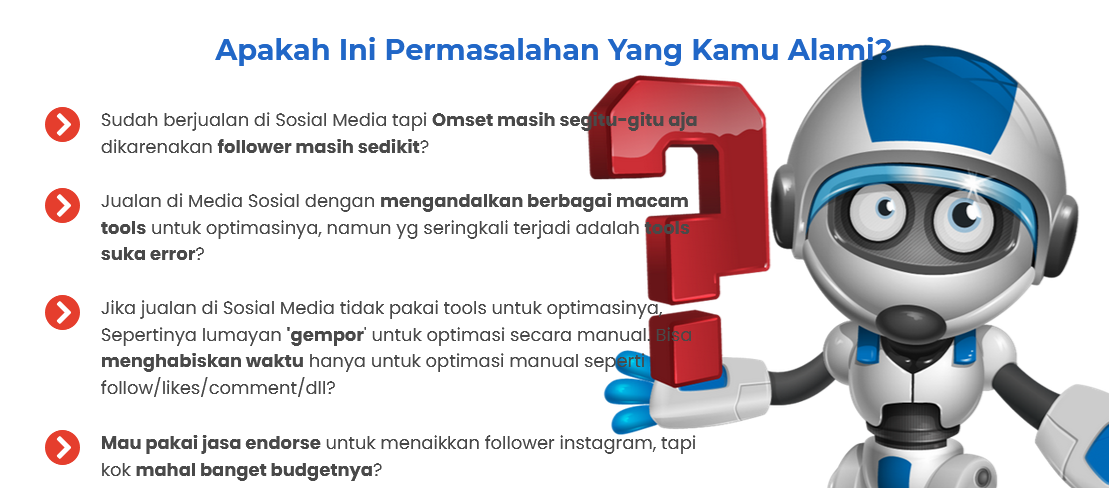 Apakah Ini Permasalahan Yang Kamu Alami?
Sudah berjualan di Sosial Media tapi Omset masih segitu-gitu aja
dikarenakan follower masih sedikit?
Jualan di Media Sosial dengan mengandalkan berbagai macam
tools untuk optimasinya, namun yg seringkali terjadi adalah tools
suka error?
Jika jualan di Sosial Media tidak pakai tools untuk optimasinya,
Sepertinya lumayan 'gempor' untuk optimasi secara manual. Bisa
menghabiskan waktu hanya untuk optimasi manual seperti
follow/likes/comment/dll?
Mau pakai jasa endorse untuk menaikkan follower instagram, tapi
kok mahal banget budgetnya?